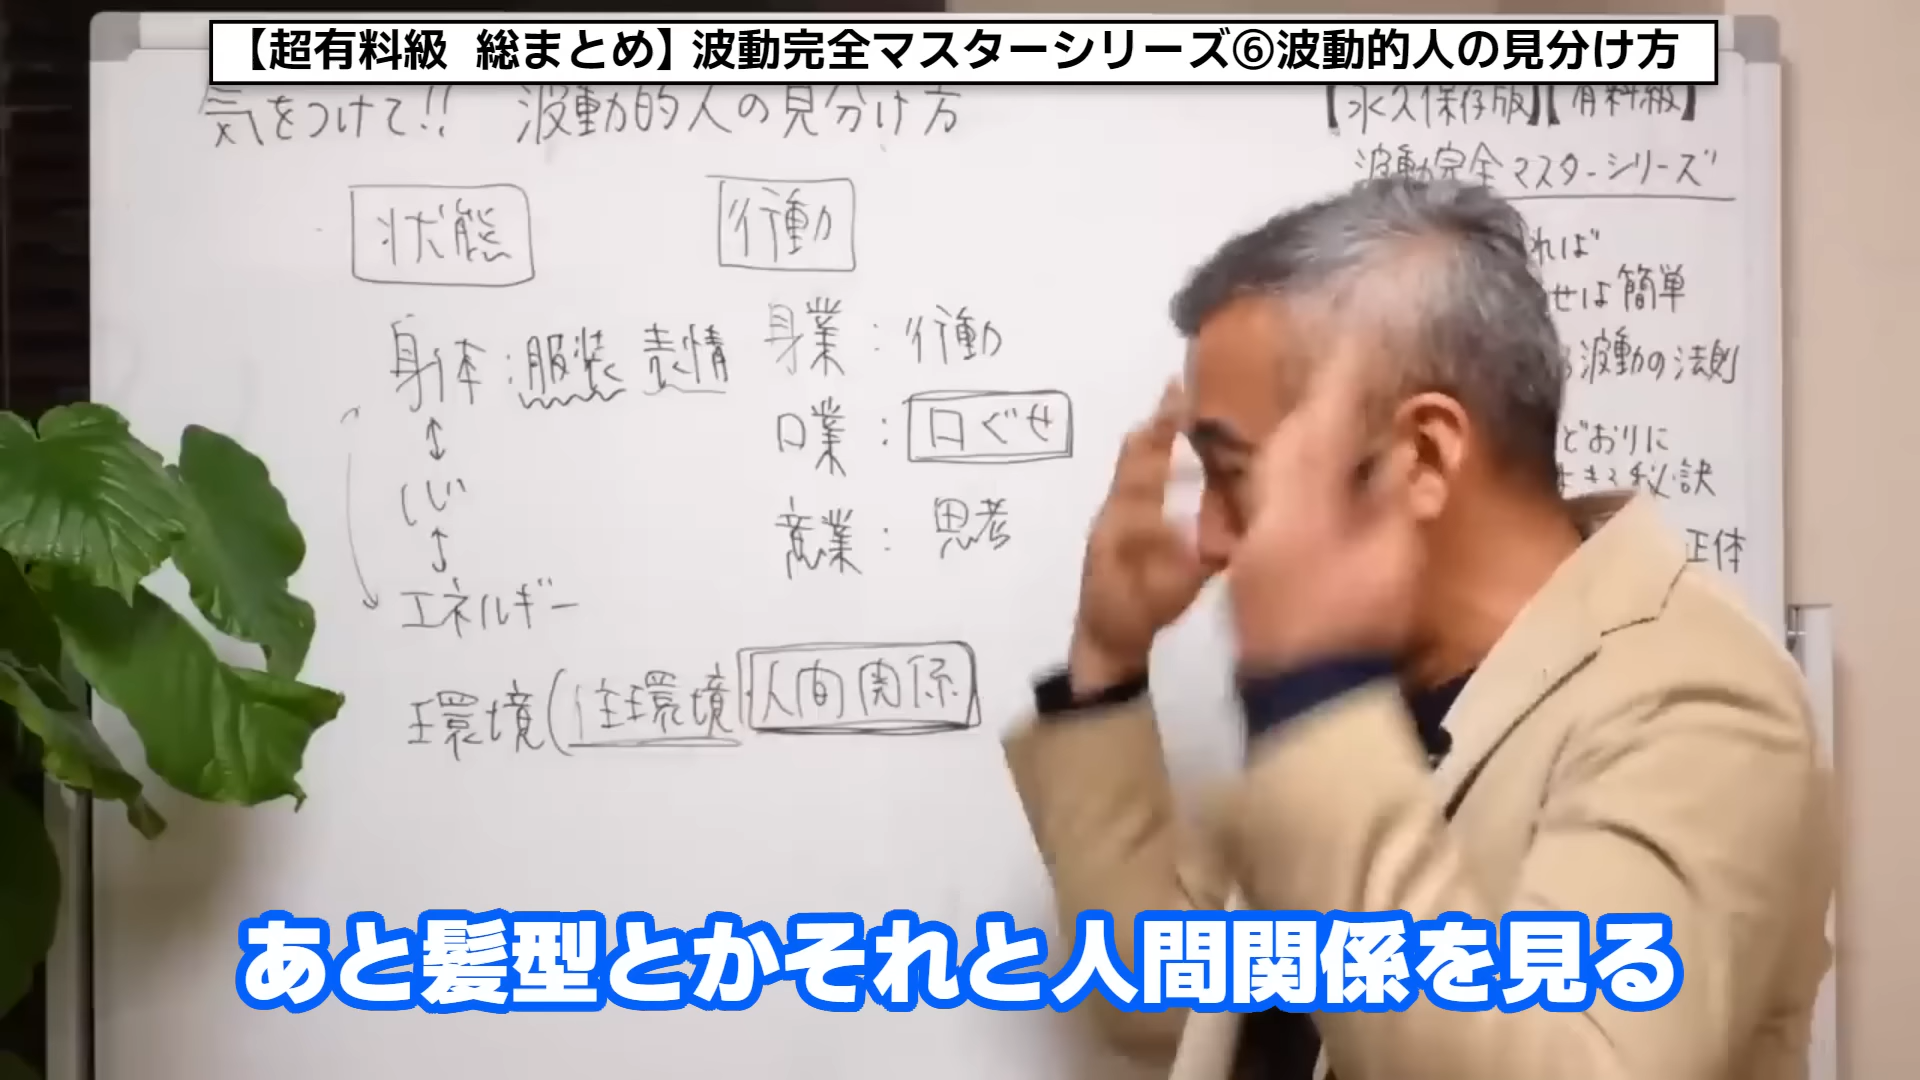 【超有料級 総まとめ】波動完全マスターシリーズ⑥波動的人の見分け方
気をつけて!! 波動的人の見分け方
状態
身体:服装 表情
心
エネルギー
環境(住環境 人間関係
行動
身業:行動
口業:口ぐせ
意業:思考
【永久保存版】【有料級】
波動完全マスターシリーズ
れば
せは簡単
波動の法則
どおりに
秘訣
正体
あと髪型とかそれと人間関係を見る